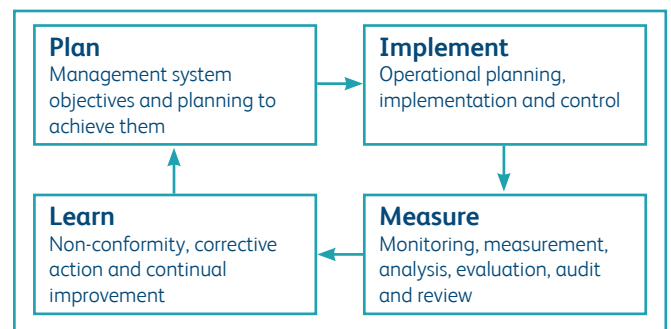 Plan
Management system
objectives and planning to
achieve them
Implement
Operational planning,
implementation and control
Learn
Non-conformity, corrective
action and continual
improvement
Measure
Monitoring, measurement,
analysis, evaluation, audit
and review